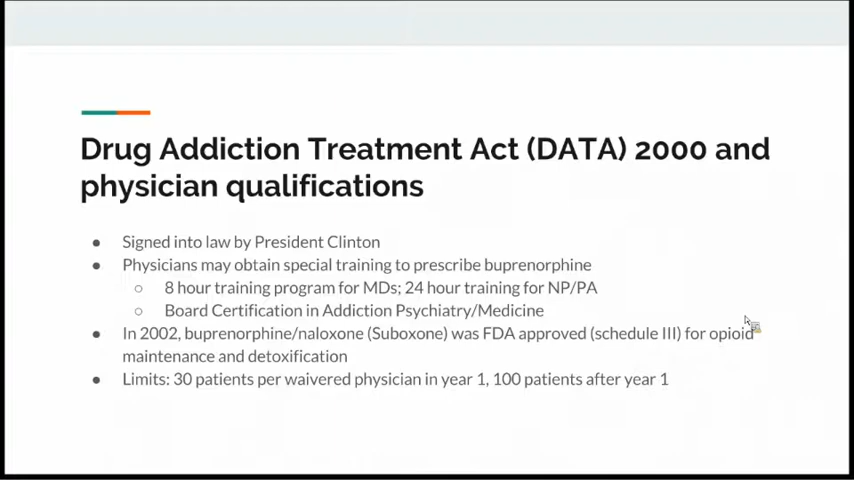 Drug Addiction Treatment Act (DATA) 2000 and
physician qualifications
● Signed into law by President Clinton
● Physicians may obtain special training to prescribe buprenorphine
○ 8 hour training program for MDs; 24 hour training for NP/PA
○ Board Certification in Addiction Psychiatry/Medicine
● In 2002, buprenorphine/naloxone (Suboxone) was FDA approved (schedule III) for opioid
maintenance and detoxification
● Limits: 30 patients per waivered physician in year 1, 100 patients after year 1